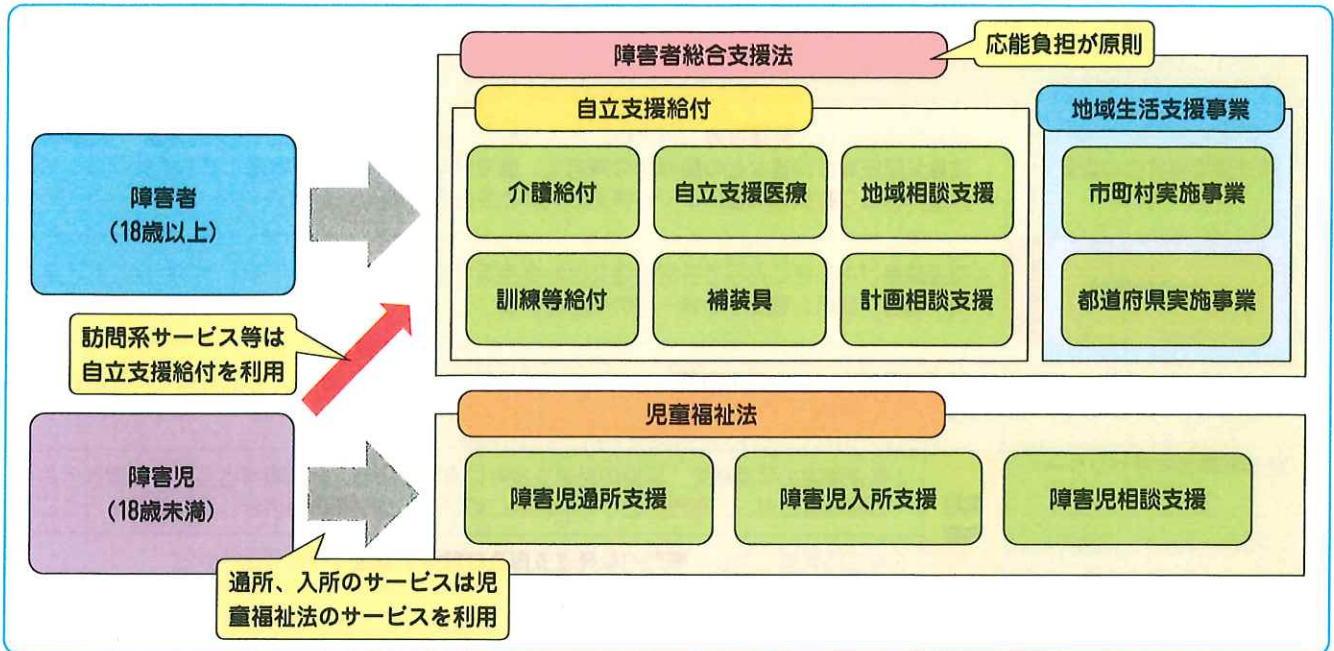 障害者総合支援法
応能負担が原則
自立支援給付
地域生活支援事業
障害者
(18歳以上)
介護給付
自立支援医療
地域相談支援
市町村実施事業
訓練等給付
補装具
計画相談支援
都道府県実施事業
訪問系サービス等は
自立支援給付を利用
児童福祉法
障害児
(18歳未満)
障害児通所支援
障害児入所支援
障害児相談支援
通所、入所のサービスは児
童福祉法のサービスを利用